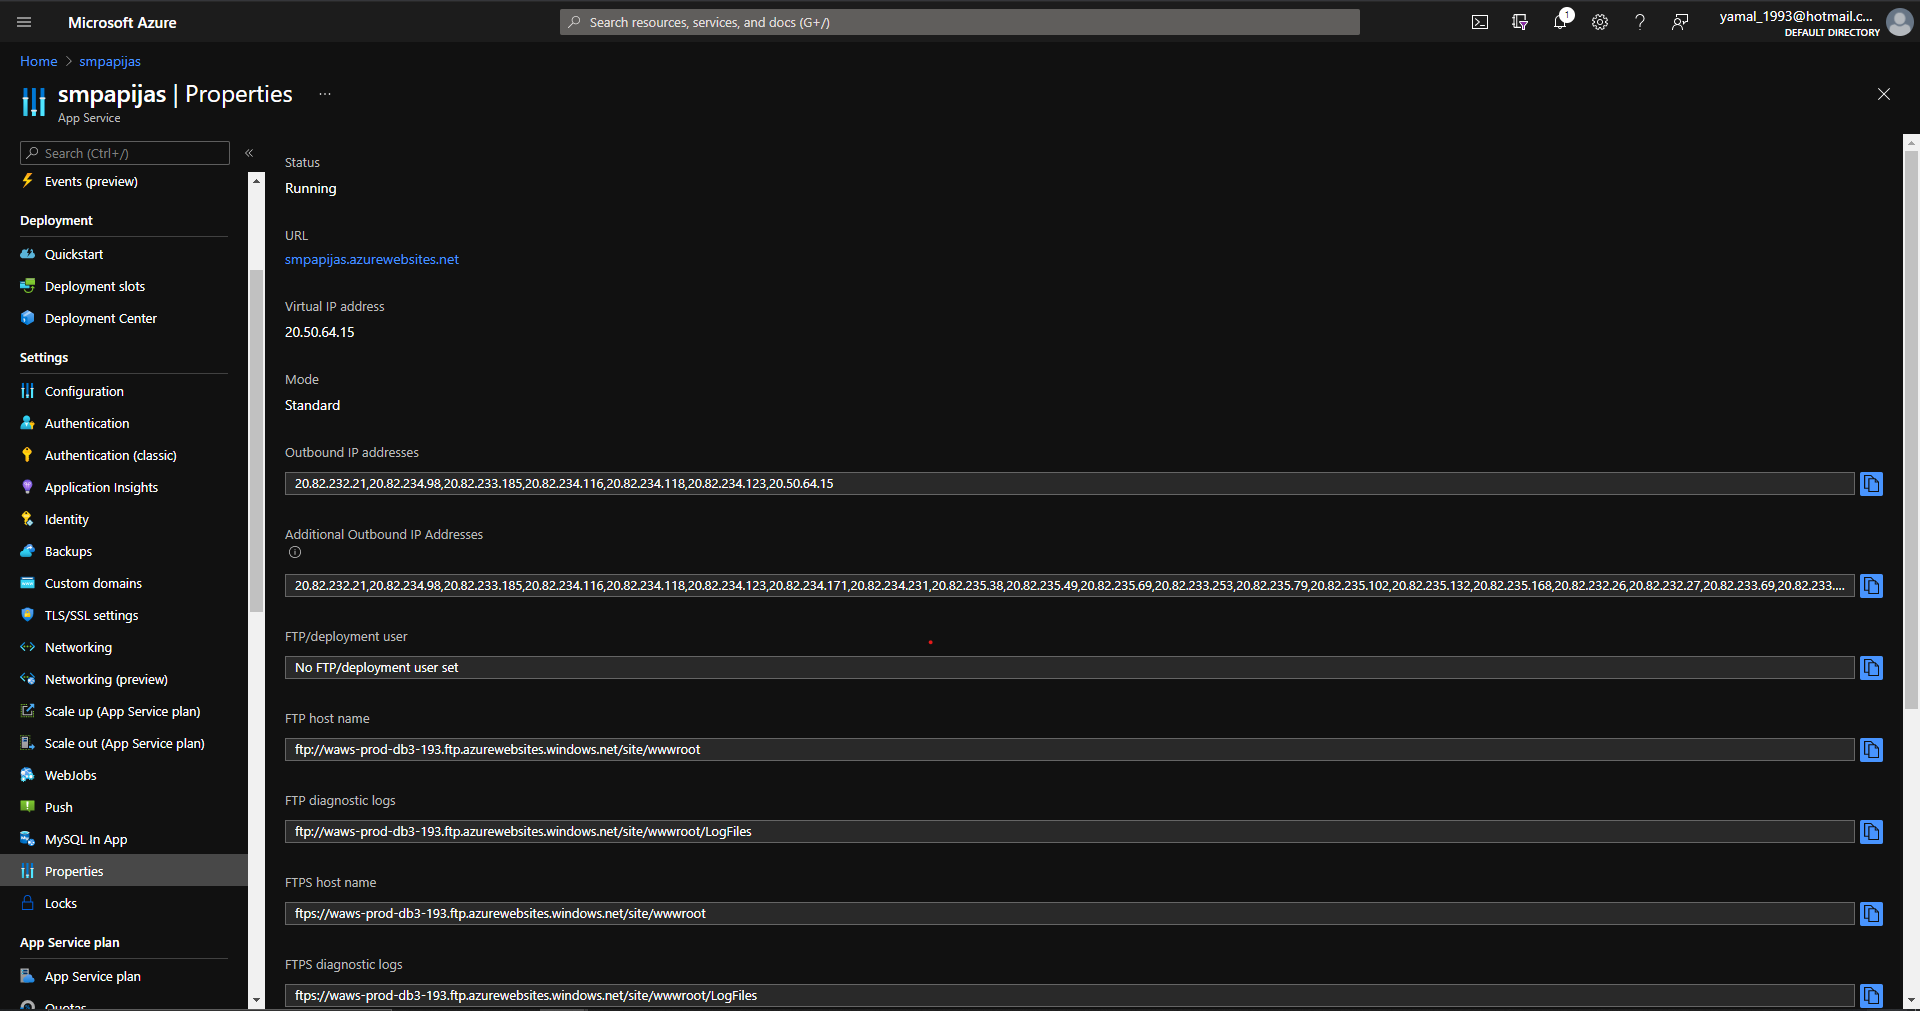 Microsoft Azure
Search resources, services, and docs (G+/)
1
yamal_1993@hotmail.c...
DEFAULT DIRECTORY
Home > smpapijas
smpapijas | Properties ...
App Service
Search (Ctrl+/)
Events (preview)
Deployment
Quickstart
Deployment slots
Deployment Center
Settings
Configuration
Authentication
Authentication (classic)
Application Insights
Identity
Backups
Custom domains
TLS/SSL settings
Networking
Networking (preview)
Scale up (App Service plan)
Scale out (App Service plan)
WebJobs
Push
MySQL In App
Properties
Locks
App Service plan
App Service plan
Quotas
Status
Running
URL
smpapijas.azurewebsites.net
Virtual IP address
20.50.64.15
Mode
Standard
Outbound IP addresses
20.82.232.21,20.82.234.98,20.82.233.185,20.82.234.116,20.82.234.118,20.82.234.123,20.50.64.15
Additional Outbound IP Addresses
20.82.232.21,20.82.234.98,20.82.233.185,20.82.234.116,20.82.234.118,20.82.234.123,20.82.234.171,20.82.234.231,20.82.235.38,20.82.235.49,20.82.235.69,20.82.233.253,20.82.235.79,20.82.235.102,20.82.235.132,20.82.235.168,20.82.232.26,20.82.232.27,20.82.233.69,20.82.233....
FTP/deployment user
No FTP/deployment user set
FTP host name
ftp://waws-prod-db3-193.ftp.azurewebsites.windows.net/site/wwwroot
FTP diagnostic logs
ftp://waws-prod-db3-193.ftp.azurewebsites.windows.net/site/wwwroot/LogFiles
FTPS host name
ftps://waws-prod-db3-193.ftp.azurewebsites.windows.net/site/wwwroot
FTPS diagnostic logs
ftps://waws-prod-db3-193.ftp.azurewebsites.windows.net/site/wwwroot/LogFiles